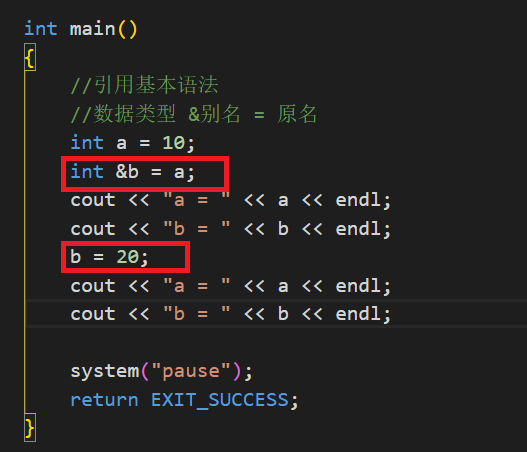 int main()
{
//引用基本语法
//数据类型 &别名 = 原名
int a = 10;
int &b = a;
cout << "a = " << a << endl;
cout << "b = " << b << endl;
b = 20;
cout << "a = " << a << endl;
cout << "b = " << b << endl;
system("pause");
return EXIT_SUCCESS;
}